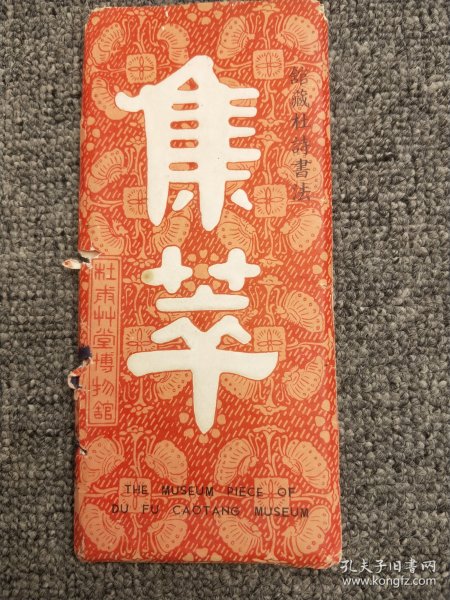 館藏杜詩書法
集萃
杜甫艸堂博物館
THE MUSEUM PIECE OF
DU FU CAOTANG MUSEUM
孔夫子旧书网
www.kongfz.com